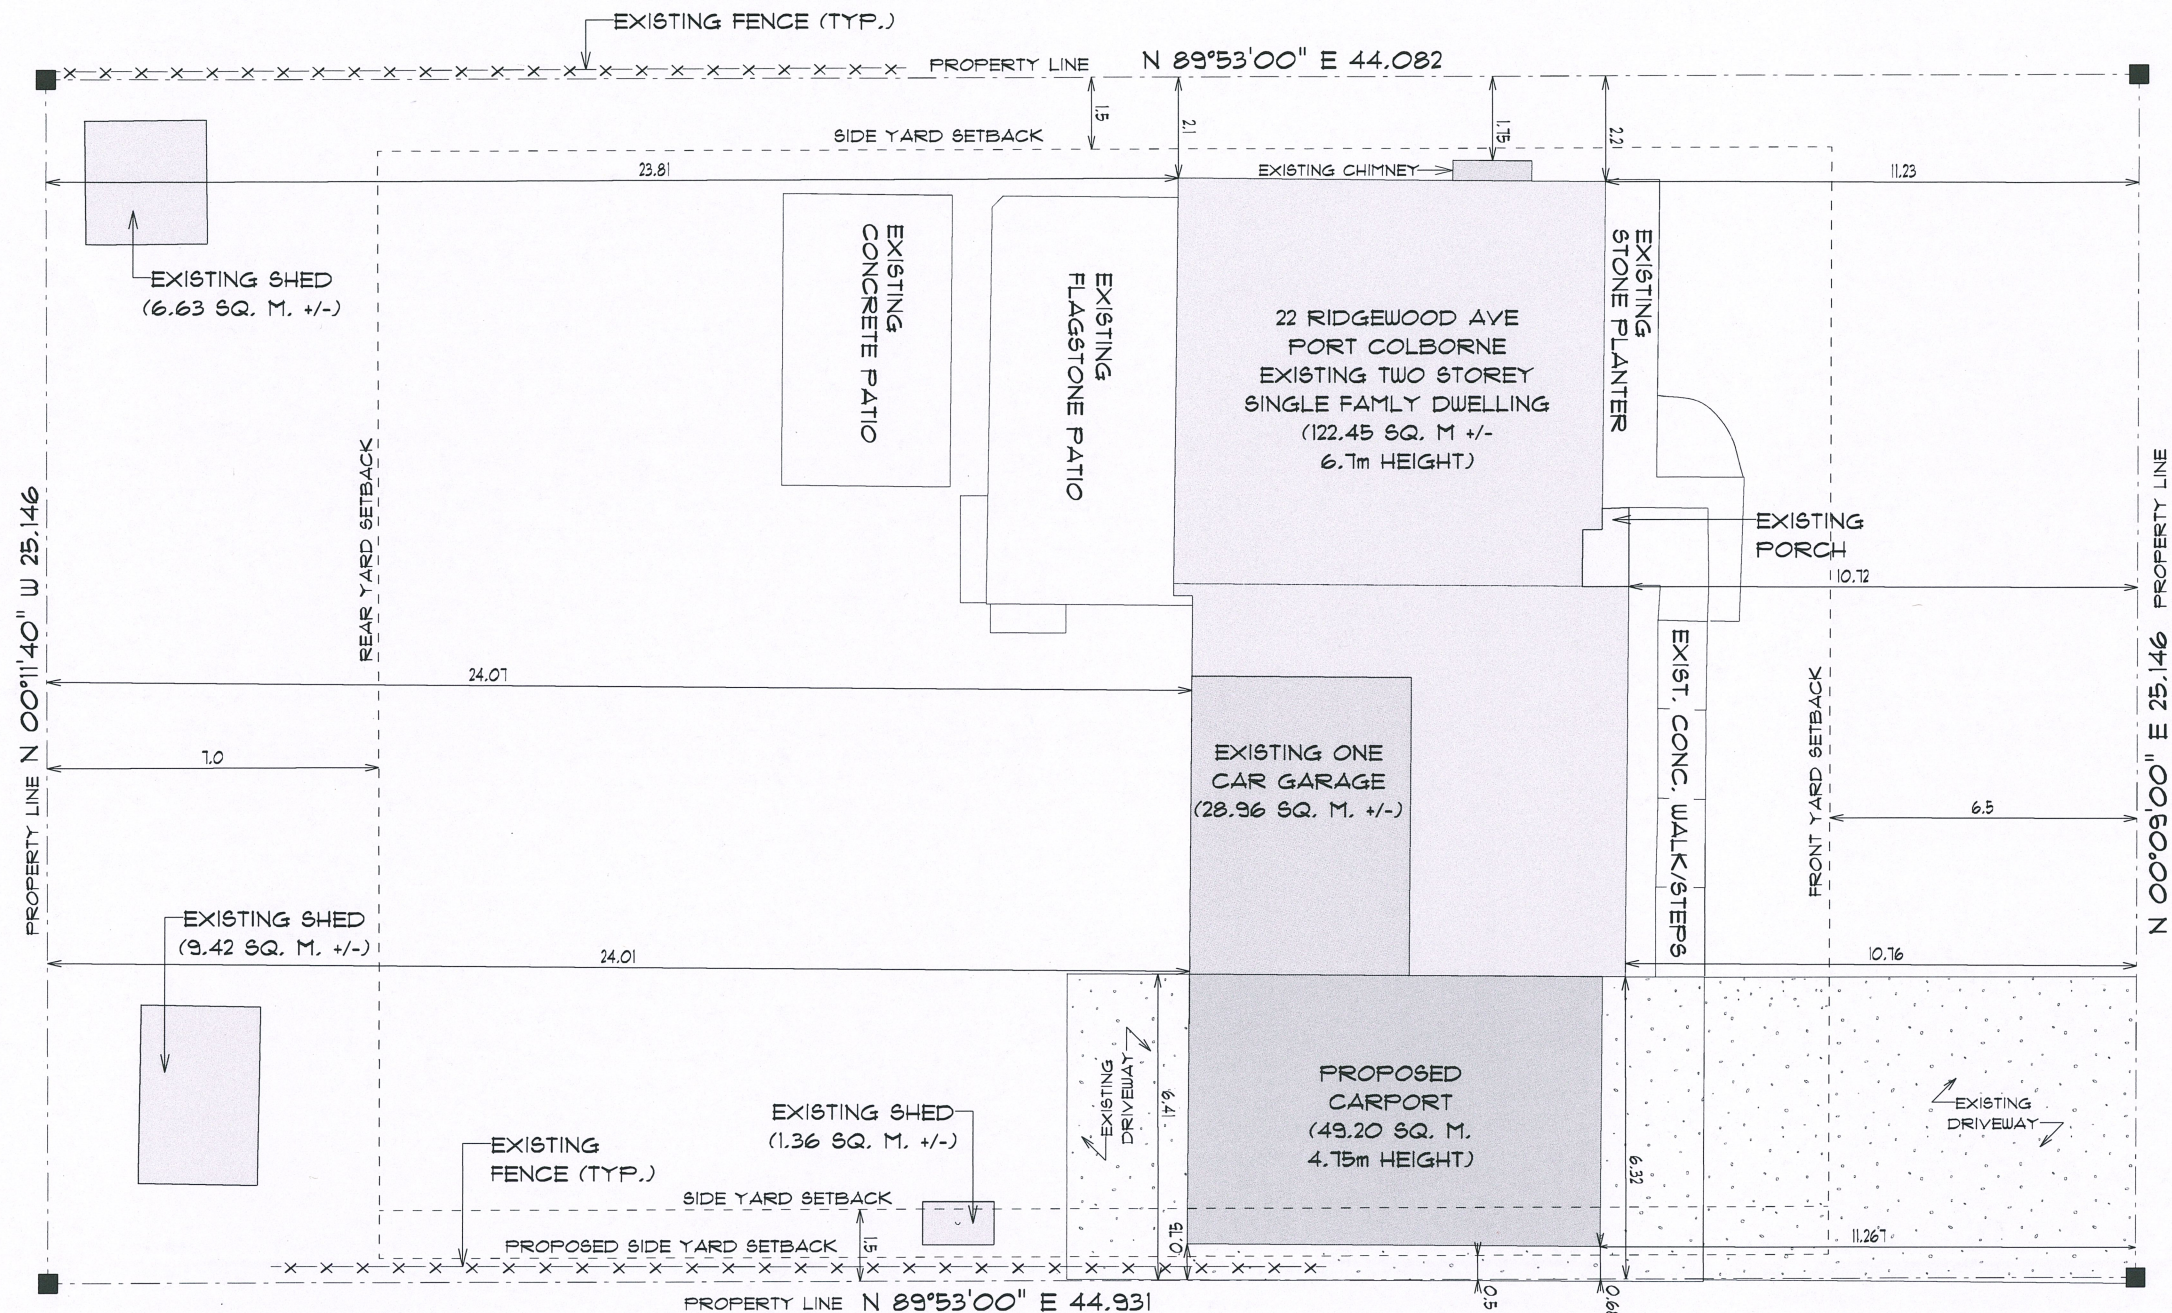 EXISTING FENCE (TYP.)
PROPERTY LINE N 89°53'00" E 44.082
1.5
2.1
1.75
2.21
SIDE YARD SETBACK
23.81
EXISTING CHIMNEY
11.23
EXISTING SHED
(6.63 SQ. M. +/-)
EXISTING
CONCRETE PATIO
EXISTING
FLAGSTONE PATIO
22 RIDGEWOOD AVE
PORT COLBORNE
EXISTING TWO STOREY
SINGLE FAMLY DWELLING
(122.45 SQ. M +/-
6.7m HEIGHT)
EXISTING
STONE PLANTER
EXISTING
PORCH
10.72
REAR YARD SETBACK
PROPERTY LINE N 00°11'40" W 25.146
N 00°09'00" E 25.146 PROPERTY LINE
24.07
7.0
EXISTING ONE
CAR GARAGE
(28.96 SQ. M. +/-)
EXIST. CONC. WALK/STEPS
FRONT YARD SETBACK
6.5
EXISTING SHED
(9.42 SQ. M. +/-)
24.01
10.76
EXISTING
DRIVEWAY
6.41
PROPOSED
CARPORT
(49.20 SQ. M.
4.75m HEIGHT)
6.32
EXISTING
DRIVEWAY
EXISTING SHED
(1.36 SQ. M. +/-)
EXISTING
FENCE (TYP.)
SIDE YARD SETBACK
PROPOSED SIDE YARD SETBACK
1.5
0.75
11.267
0.5
PROPERTY LINE N 89°53'00" E 44.931